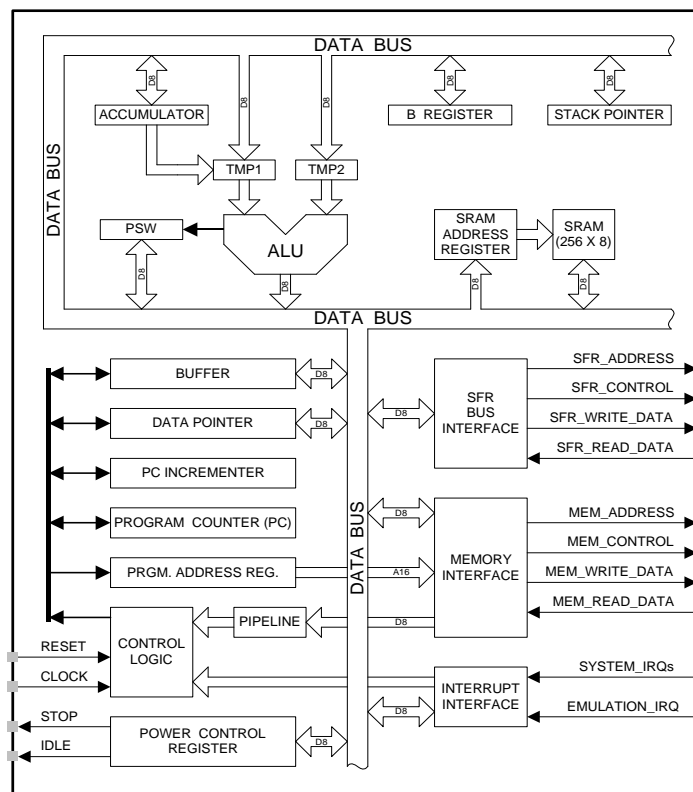 DATA BUS
D8
D8
D8
D8
D8
ACCUMULATOR
B REGISTER
STACK POINTER
DATA BUS
TMP1
TMP2
PSW
ALU
SRAM
ADDRESS
REGISTER
SRAM
(256 X 8)
D8
D8
D8
D8
DATA BUS
BUFFER
D8
DATA POINTER
D8
PC INCREMENTER
PROGRAM COUNTER (PC)
PRGM. ADDRESS REG.
A16
DATA BUS
D8
SFR
BUS
INTERFACE
SFR_ADDRESS
SFR_CONTROL
SFR_WRITE_DATA
SFR_READ_DATA
D8
MEMORY
INTERFACE
MEM_ADDRESS
MEM_CONTROL
MEM_WRITE_DATA
MEM_READ_DATA
CONTROL
LOGIC
PIPELINE
D8
RESET
CLOCK
INTERRUPT
INTERFACE
SYSTEM_IRQs
EMULATION_IRQ
D8
STOP
IDLE
POWER CONTROL
REGISTER
D8